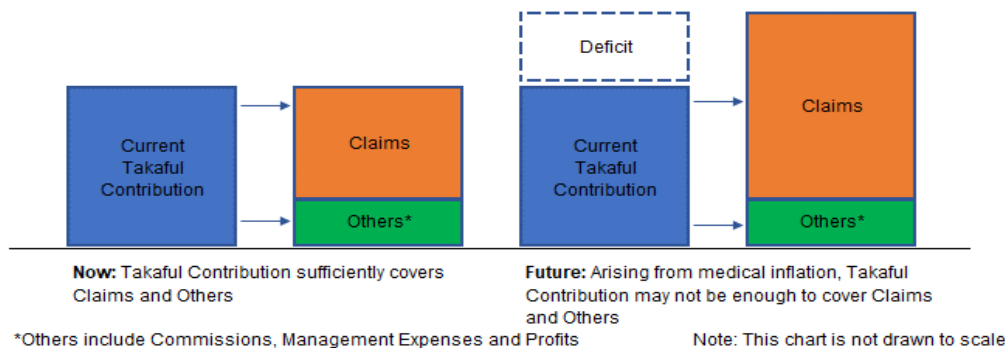 Deficit
Current
Takaful
Contribution
Claims
Others*
Current
Takaful
Contribution
Claims
Others*
Now: Takaful Contribution sufficiently covers
Claims and Others
Future: Arising from medical inflation, Takaful
Contribution may not be enough to cover Claims
and Others
*Others include Commissions, Management Expenses and Profits
Note: This chart is not drawn to scale